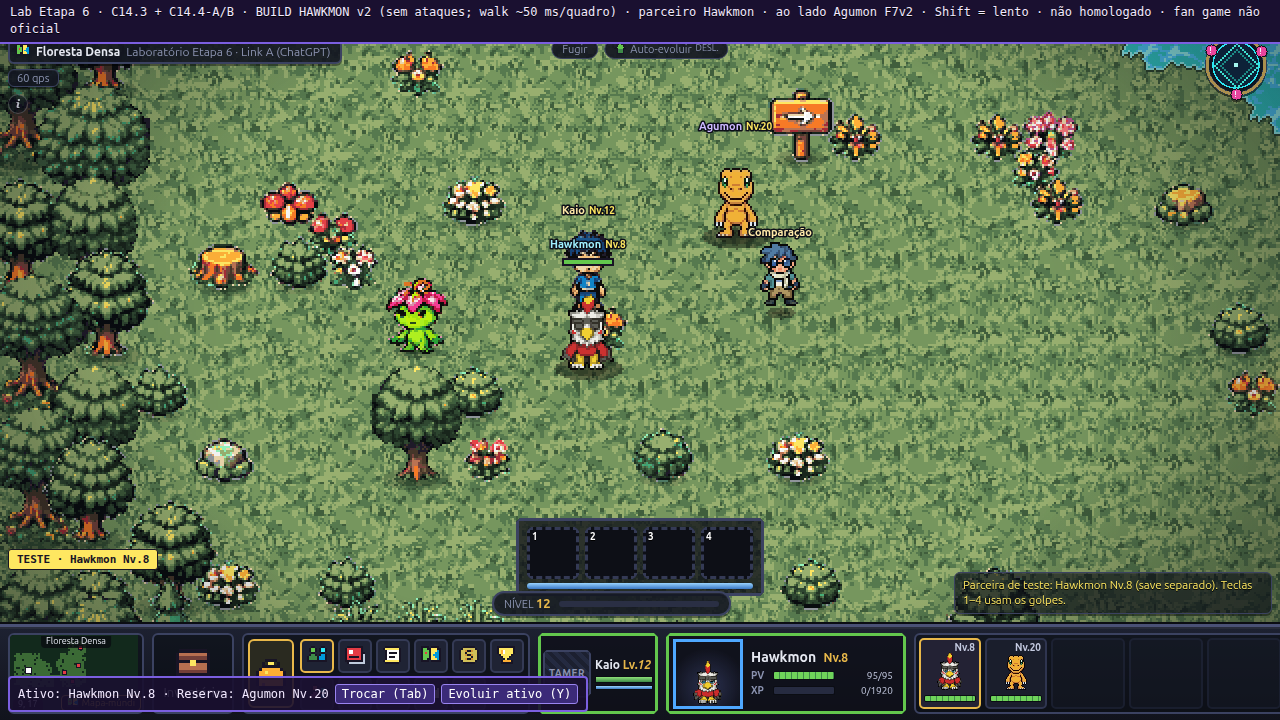 Lab Etapa 6 · C14.3 + C14.4-A/B · BUILD HAWKMON v2 (sem ataques; walk ~50 ms/quadro) · parceiro Hawkmon · ao lado Agumon F7v2 · Shift = lento · não homologado · fan game não
oficial
Floresta Densa Laboratório Etapa 6 · Link A (ChatGPT)
Fugir
Auto-evoluir DESL.
60 qps
i
Agumon Nv.20
Kaio Nv.12
Comparação
Hawkmon Nv.8
1 2 3 4
TESTE · Hawkmon Nv.8
Parceira de teste: Hawkmon Nv.8 (save separado). Teclas
1–4 usam os golpes.
NÍVEL 12
Floresta Densa
TAMER
Kaio Lv.12
Hawkmon Nv.8
PV 95/95
XP 0/1920
Nv.8
Nv.20
S
Ativo: Hawkmon Nv.8 · Reserva: Agumon Nv.20 Trocar (Tab) Evoluir ativo (Y)